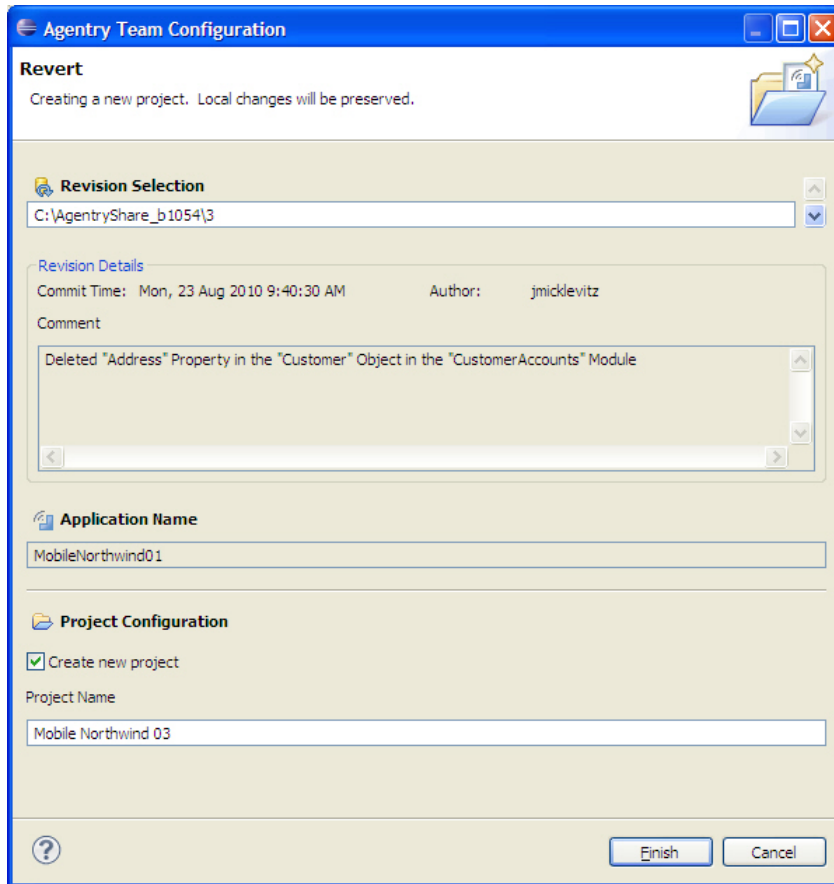 Agentry Team Configuration
Revert
Creating a new project.  Local changes will be preserved.
Revision Selection
C:\AgentryShare_b1054\3
Revision Details
Commit Time: Mon, 23 Aug 2010 9:40:30 AM Author: jmicklevitz
Comment
Deleted "Address" Property in the "Customer" Object in the "CustomerAccounts" Module
Application Name
MobileNorthwind01
Project Configuration
Create new project
Project Name
Mobile Northwind 03
? Finish Cancel